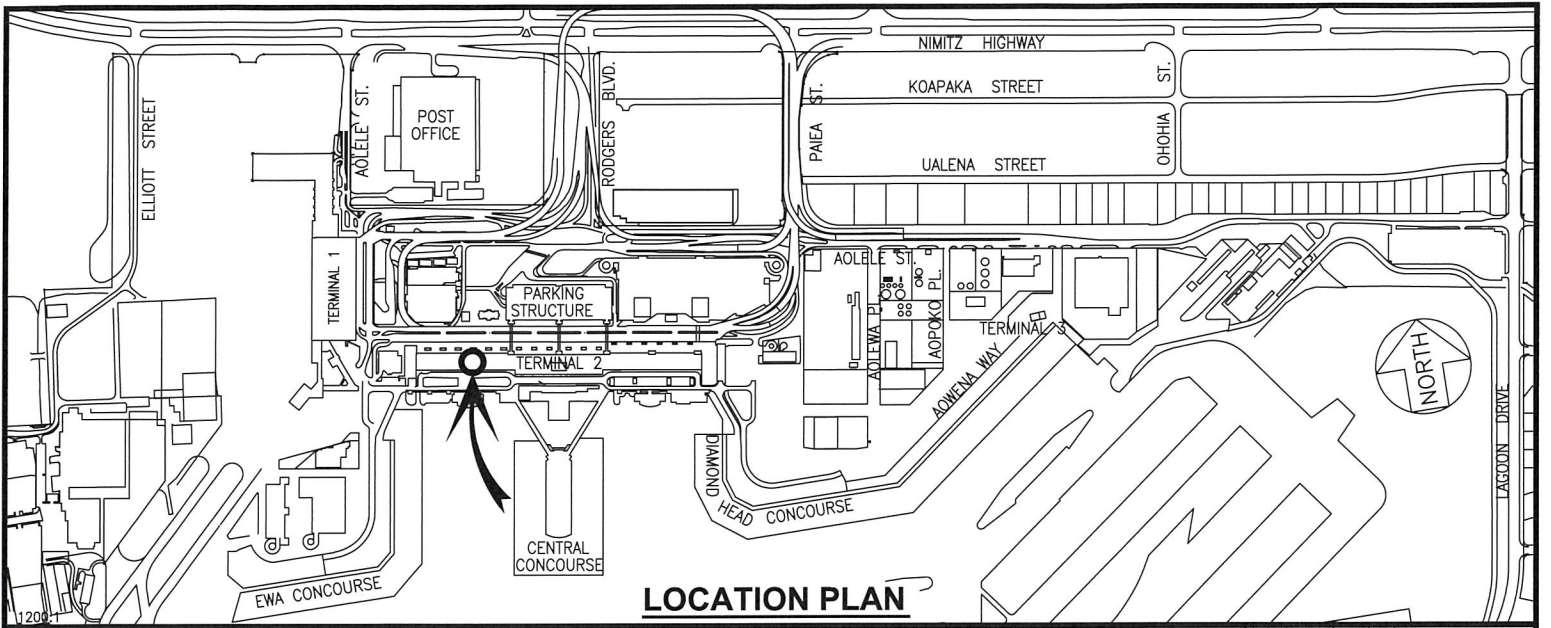 NIMITZ HIGHWAY
KOAPAKA STREET
UALENA STREET
OHOHIA ST.
PAIEA ST.
RODGERS BLVD.
POST
OFFICE
AOLELE ST.
ELLIOTT STREET
TERMINAL 1
PARKING
STRUCTURE
TERMINAL 2
AOLELE ST.
AOLEWA PL.
AOPOKO PL.
TERMINAL 3
AOWENA WAY
NORTH
LAGOON DRIVE
DIAMOND
HEAD CONCOURSE
CENTRAL
CONCOURSE
EWA CONCOURSE
LOCATION PLAN
1200:1